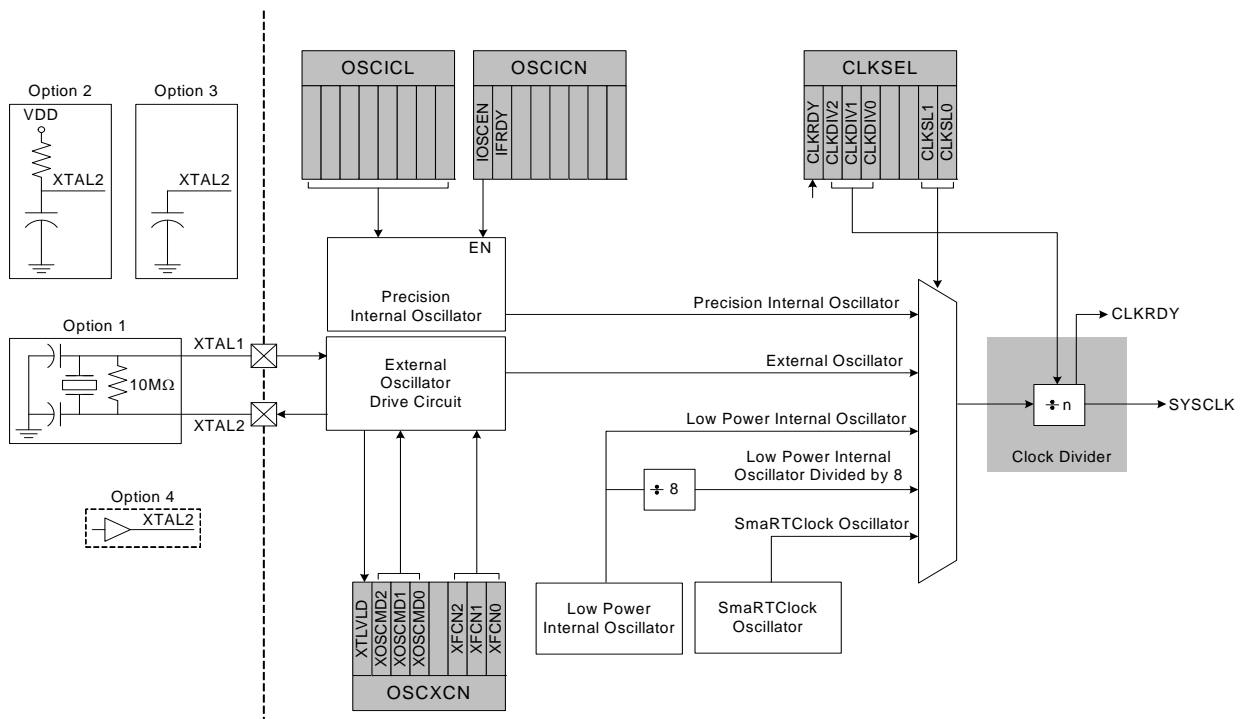 OSCICL
OSCICN
CLKSEL
IOSCEN
IFRDY
CLKRDY
CLKDIV2
CLKDIV1
CLKDIV0
CLKSL1
CLKSL0
Option 2
VDD
XTAL2
Option 3
XTAL2
EN
Precision
Internal Oscillator
Precision Internal Oscillator
CLKRDY
Option 1
10MΩ
XTAL1
XTAL2
External
Oscillator
Drive Circuit
External Oscillator
÷ n
SYSCLK
Clock Divider
Low Power Internal Oscillator
Low Power Internal
Oscillator Divided by 8
÷ 8
SmaRTClock Oscillator
Option 4
XTAL2
Low Power
Internal Oscillator
SmaRTClock
Oscillator
XTLVLD
XOSCMD2
XOSCMD1
XOSCMD0
XFCN2
XFCN1
XFCN0
OSCXCN